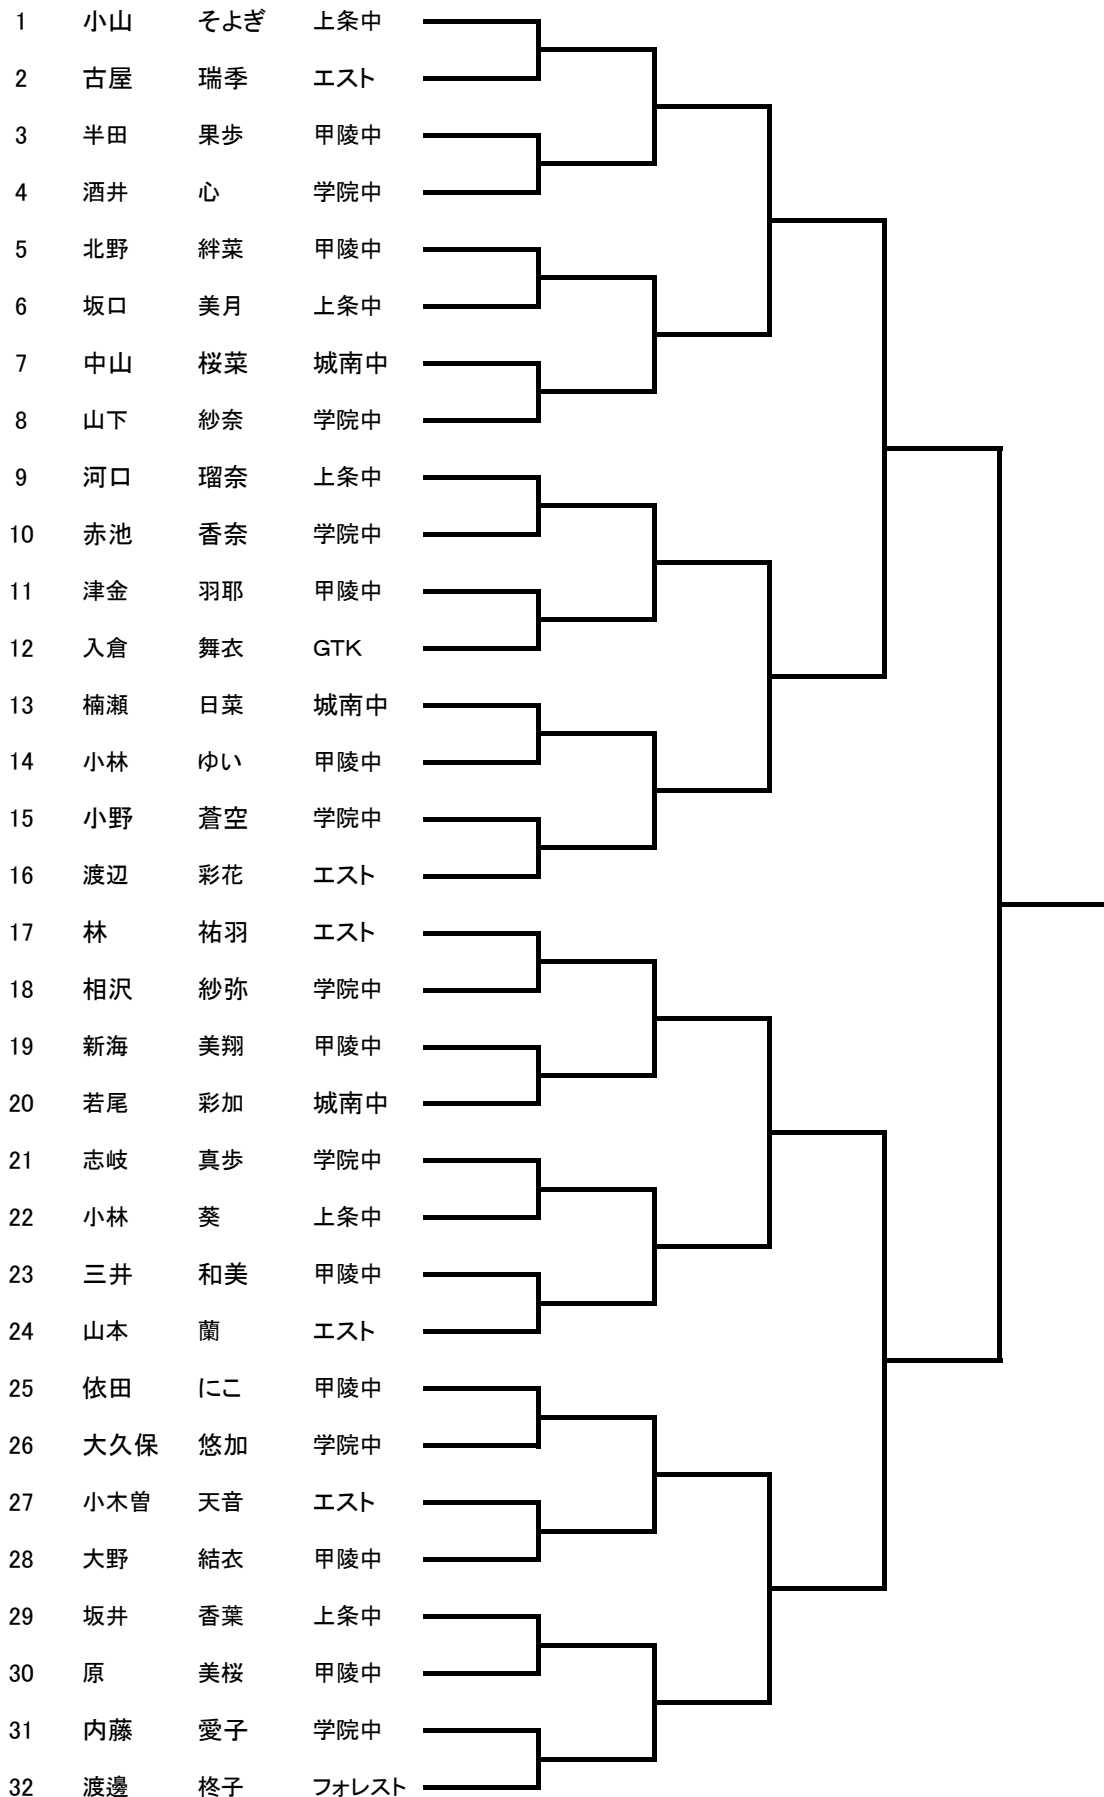 1 小山 そよぎ 上条中
2 古屋 瑞季 エスト
3 半田 果歩 甲陵中
4 酒井 心 学院中
5 北野 絆菜 甲陵中
6 坂口 美月 上条中
7 中山 桜菜 城南中
8 山下 紗奈 学院中
9 河口 瑠奈 上条中
10 赤池 香奈 学院中
11 津金 羽耶 甲陵中
12 入倉 舞衣 GTK
13 楠瀬 日菜 城南中
14 小林 ゆい 甲陵中
15 小野 蒼空 学院中
16 渡辺 彩花 エスト
17 林 祐羽 エスト
18 相沢 紗弥 学院中
19 新海 美翔 甲陵中
20 若尾 彩加 城南中
21 志岐 真歩 学院中
22 小林 葵 上条中
23 三井 和美 甲陵中
24 山本 蘭 エスト
25 依田 にこ 甲陵中
26 大久保 悠加 学院中
27 小木曽 天音 エスト
28 大野 結衣 甲陵中
29 坂井 香葉 上条中
30 原 美桜 甲陵中
31 内藤 愛子 学院中
32 渡邊 柊子 フォレスト